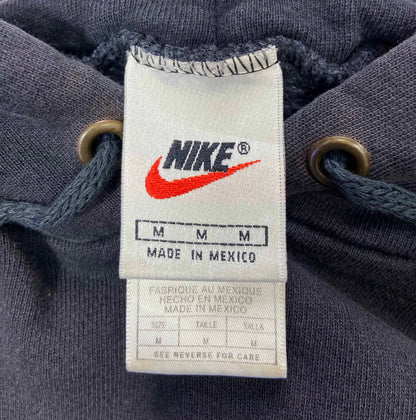 NIKE®
M M M
MADE IN MEXICO
FABRIQUE AU MEXIQUE
HECHO EN MEXICO
MADE IN MEXICO
SIZE TAILLE TALLA
M M M
SEE REVERSE FOR CARE